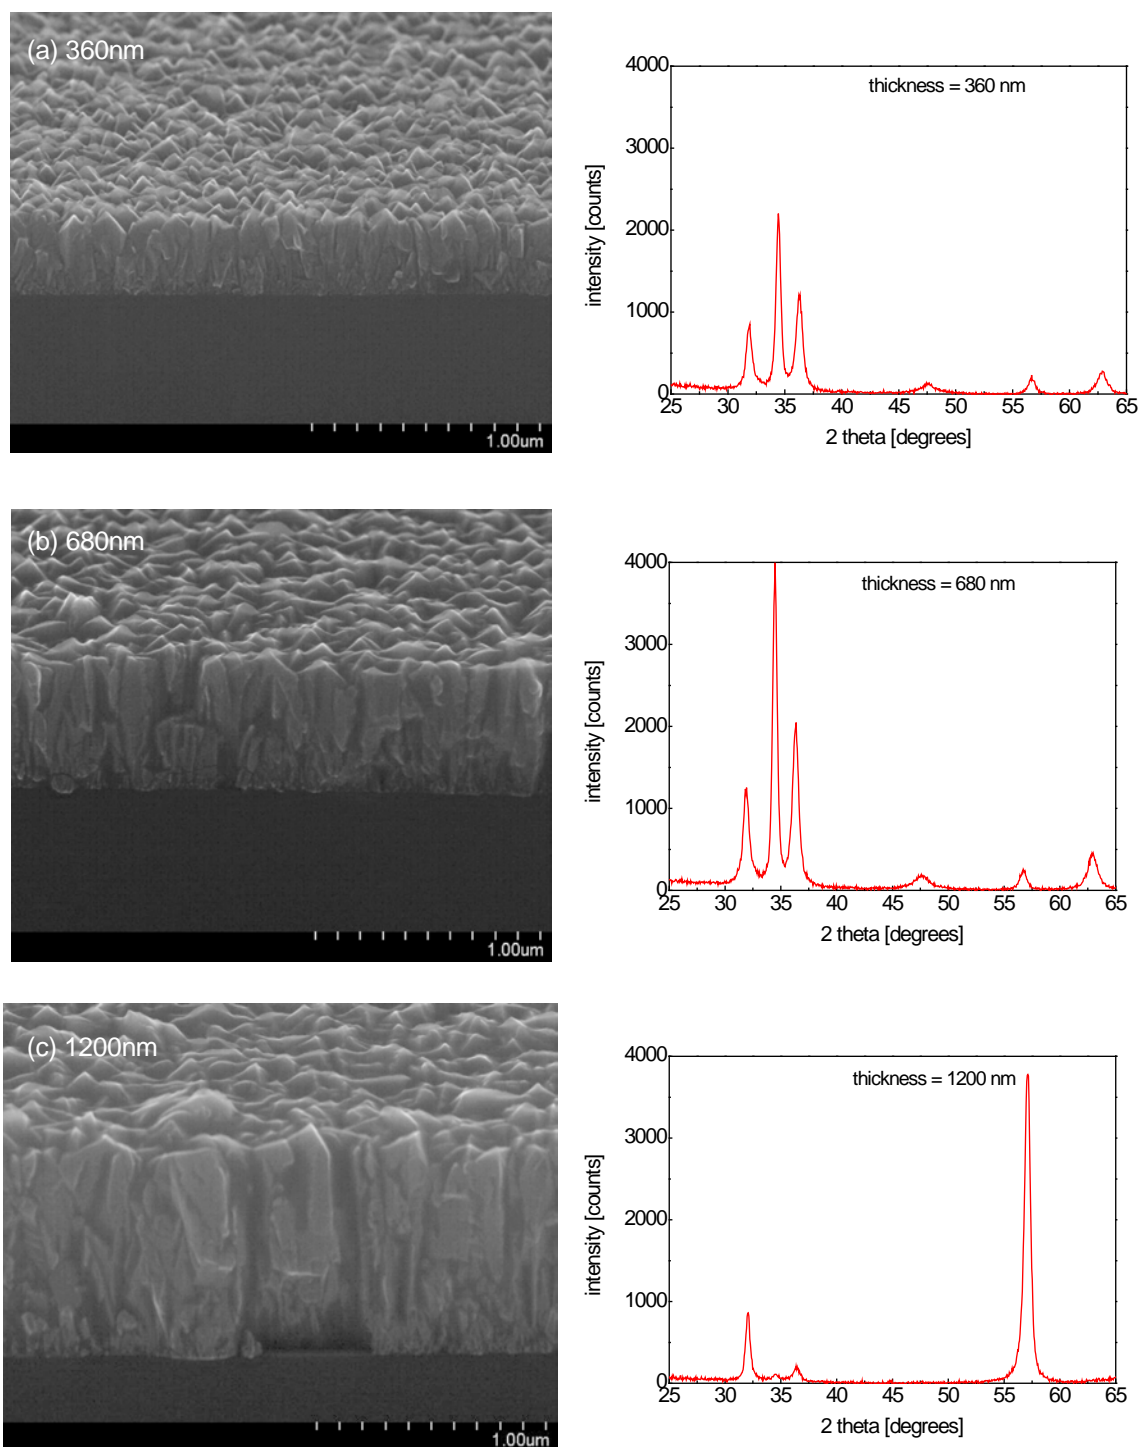 (a) 360nm
1.00um
thickness = 360 nm
4000
3000
2000
1000
0
25 30 35 40 45 50 55 60 65
intensity [counts]
2 theta [degrees]
(b) 680nm
1.00um
thickness = 680 nm
4000
3000
2000
1000
0
25 30 35 40 45 50 55 60 65
intensity [counts]
2 theta [degrees]
(c) 1200nm
1.00um
thickness = 1200 nm
4000
3000
2000
1000
0
25 30 35 40 45 50 55 60 65
intensity [counts]
2 theta [degrees]